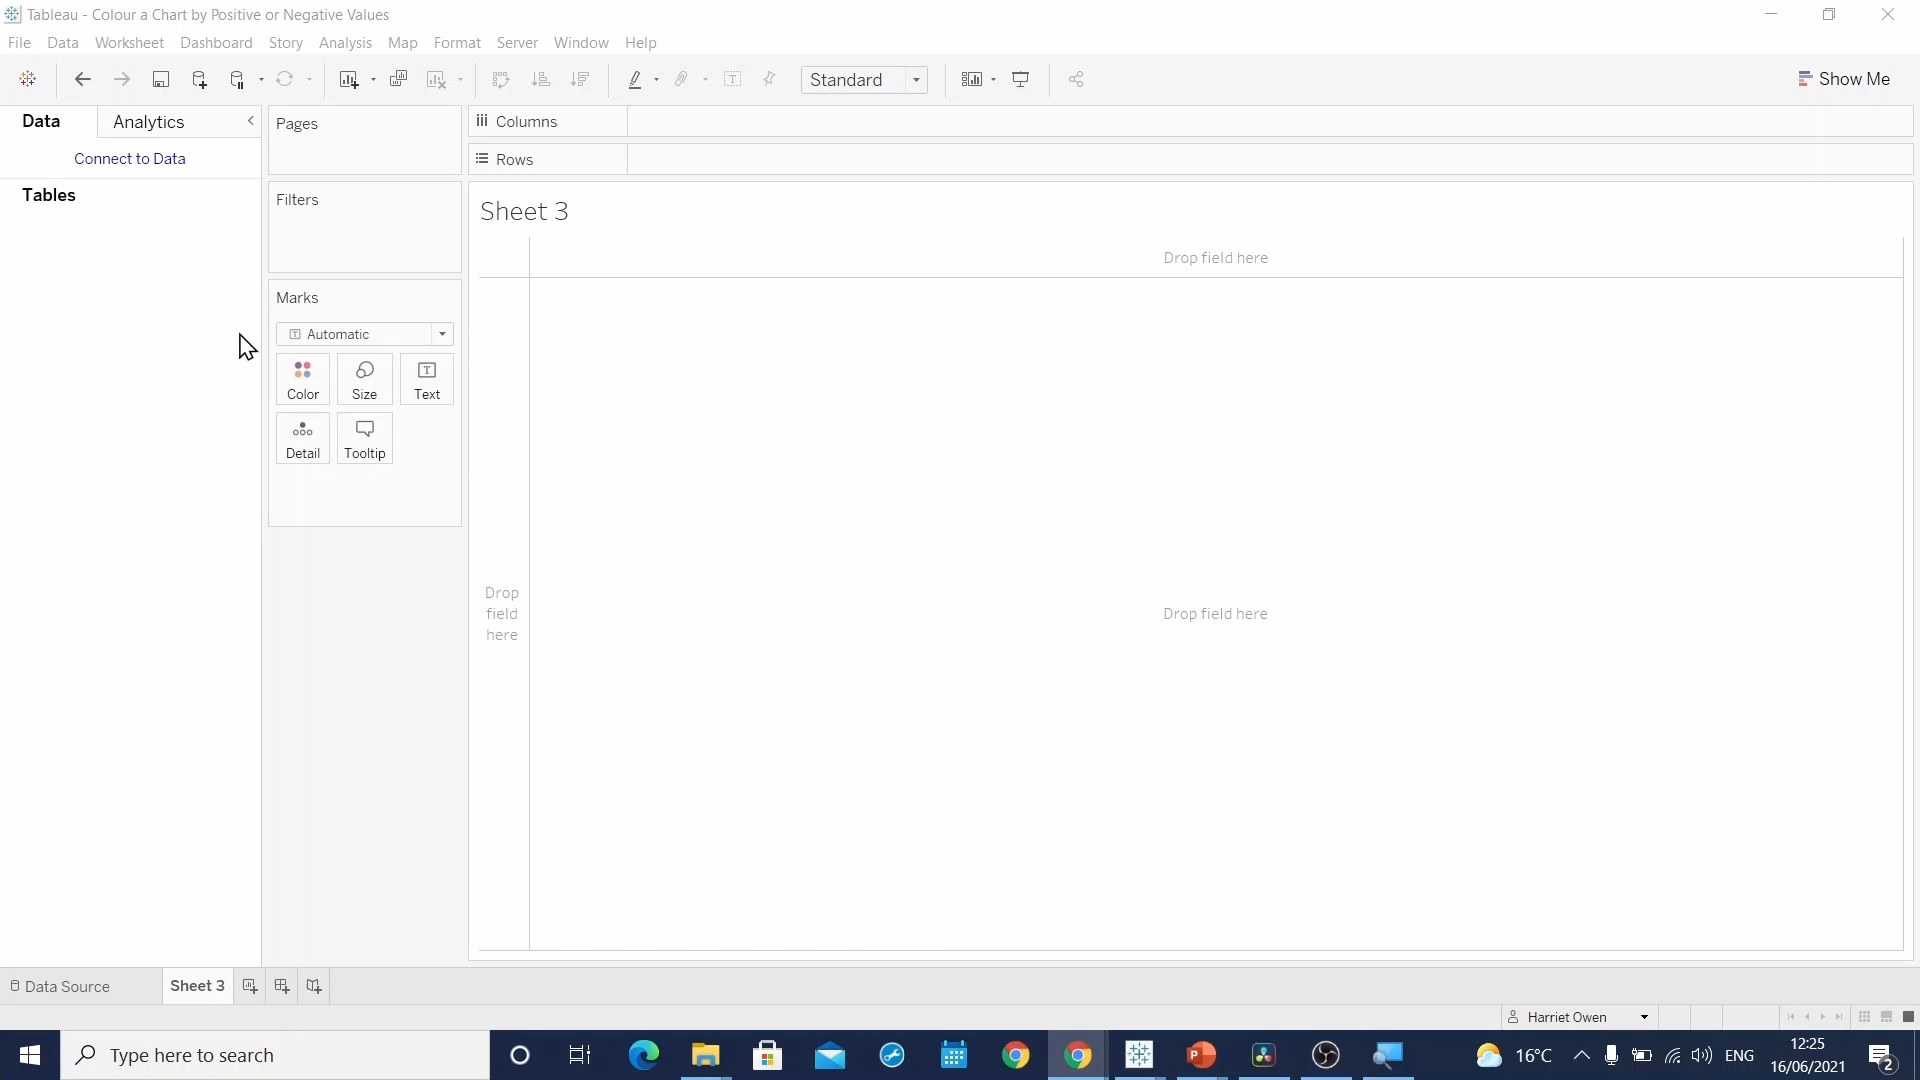 Tableau - Colour a Chart by Positive or Negative Values
File Data Worksheet Dashboard Story Analysis Map Format Server Window Help
Standard
Show Me
Data Analytics
Connect to Data
Tables
Pages
Filters
Marks
Automatic
Color Size Text
Detail Tooltip
Columns
Rows
Sheet 3
Drop field here
Drop
field
here
Drop field here
Data Source Sheet 3
Harriet Owen
Type here to search
16°C
ENG
12:25
16/06/2021
2